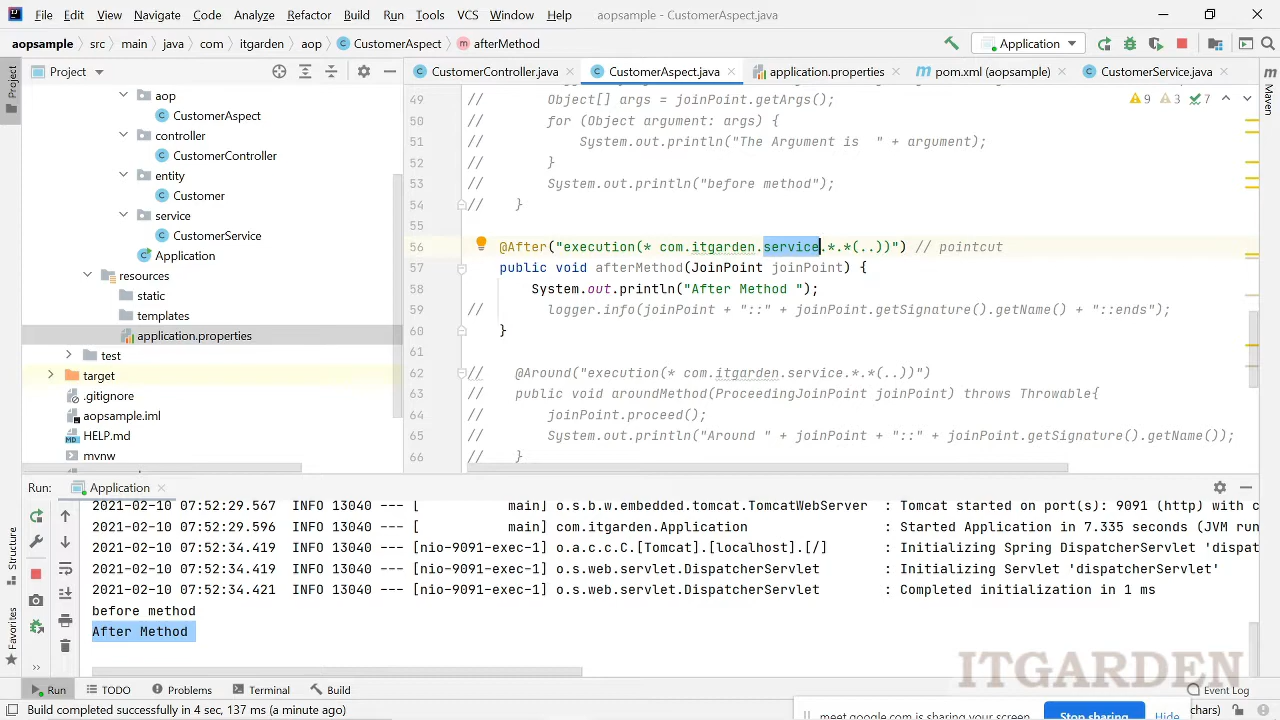 File Edit View Navigate Code Analyze Refactor Build Run Tools VCS Window Help aopsample - CustomerAspect.java
aopsample src main java com itgarden aop CustomerAspect afterMethod Application
Project CustomerController.java CustomerAspect.java application.properties pom.xml (aopsample) CustomerService.java
Project
Maven
aop
CustomerAspect
controller
CustomerController
entity
Customer
service
CustomerService
Application
resources
static
templates
application.properties
test
target
.gitignore
aopsample.iml
HELP.md
mvnw
9 3 7
49 // Object[] args = joinPoint.getArgs();
50 // for (Object argument: args) {
51 // System.out.println("The Argument is " + argument);
52 // }
53 // System.out.println("before method");
54 // }
55
56 @After("execution(* com.itgarden.service.*.*(..))") // pointcut
57 public void afterMethod(JoinPoint joinPoint) {
58 System.out.println("After Method ");
59 // logger.info(joinPoint + "::" + joinPoint.getSignature().getName() + "::ends");
60 }
61
62 // @Around("execution(* com.itgarden.service.*.*(..))")
63 // public void aroundMethod(ProceedingJoinPoint joinPoint) throws Throwable{
64 // joinPoint.proceed();
65 // System.out.println("Around " + joinPoint + "::" + joinPoint.getSignature().getName());
66 // }
Run: Application
2021-02-10 07:52:29.567 INFO 13040 --- [ main] o.s.b.w.embedded.tomcat.TomcatWebServer : Tomcat started on port(s): 9091 (http) with c
2021-02-10 07:52:29.596 INFO 13040 --- [ main] com.itgarden.Application : Started Application in 7.335 seconds (JVM run
2021-02-10 07:52:34.419 INFO 13040 --- [nio-9091-exec-1] o.a.c.c.C.[Tomcat].[localhost].[/] : Initializing Spring DispatcherServlet 'dispat
2021-02-10 07:52:34.419 INFO 13040 --- [nio-9091-exec-1] o.s.web.servlet.DispatcherServlet : Initializing Servlet 'dispatcherServlet'
2021-02-10 07:52:34.421 INFO 13040 --- [nio-9091-exec-1] o.s.web.servlet.DispatcherServlet : Completed initialization in 1 ms
before method
After Method
Structure
Favorites
ITGARDEN
Run TODO Problems Terminal Build Event Log
Build completed successfully in 4 sec, 137 ms (a minute ago)
meet.google.com is sharing your screen. Stop sharing Hide chars)